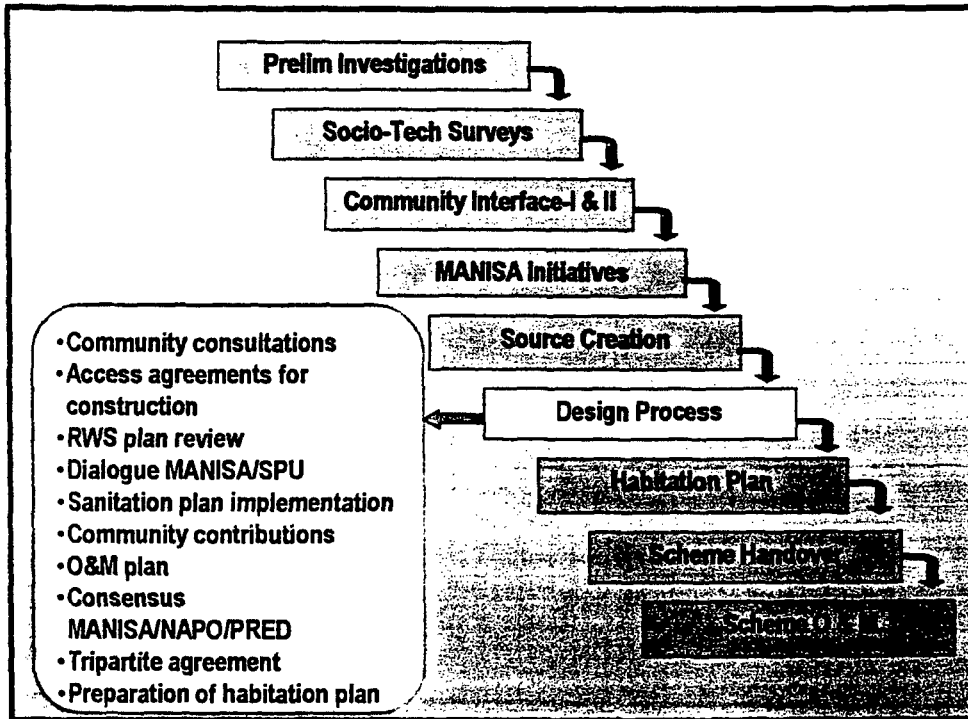 Prelim Investigations
Socio-Tech Surveys
Community Interface-I & II
MANISA Initiatives
Source Creation
Design Process
Habitation Plan
Scheme Handover
Scheme O & M
•Community consultations
•Access agreements for
construction
•RWS plan review
•Dialogue MANISA/SPU
•Sanitation plan implementation
•Community contributions
•O&M plan
•Consensus
MANISA/NAPO/PRED
•Tripartite agreement
•Preparation of habitation plan